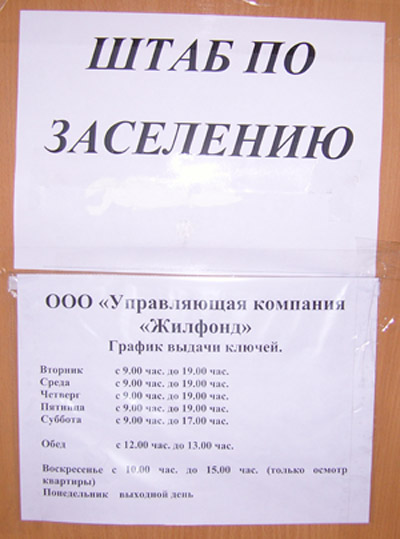 ШТАБ ПО
ЗАСЕЛЕНИЮ
ООО «Управляющая компания
«Жилфонд»
График выдачи ключей.
Вторник с 9.00 час. до 19.00 час.
Среда с 9.00 час. до 19.00 час.
Четверг с 9.00 час. до 19.00 час.
Пятница с 9.00 час. до 19.00 час.
Суббота с 9.00 час. до 17.00 час.
Обед с 12.00 час. до 13.00 час.
Воскресенье с 10.00 час. до 15.00 час. (только осмотр
квартиры)
Понедельник выходной день